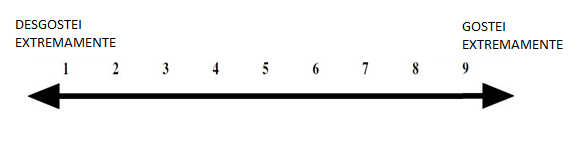 DESGOSTEI
EXTREMAMENTE
GOSTEI
EXTREMAMENTE
1 2 3 4 5 6 7 8 9